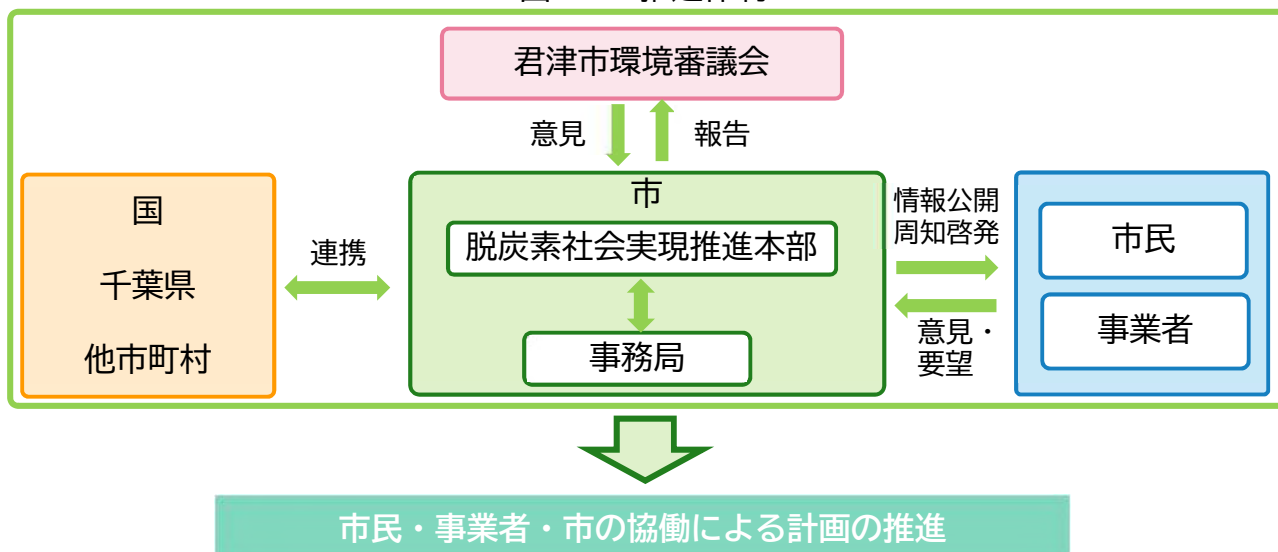 君津市環境審議会
意見
報告
国
千葉県
他市町村
連携
市
脱炭素社会実現推進本部
事務局
情報公開
周知啓発
意見・
要望
市民
事業者
市民・事業者・市の協働による計画の推進